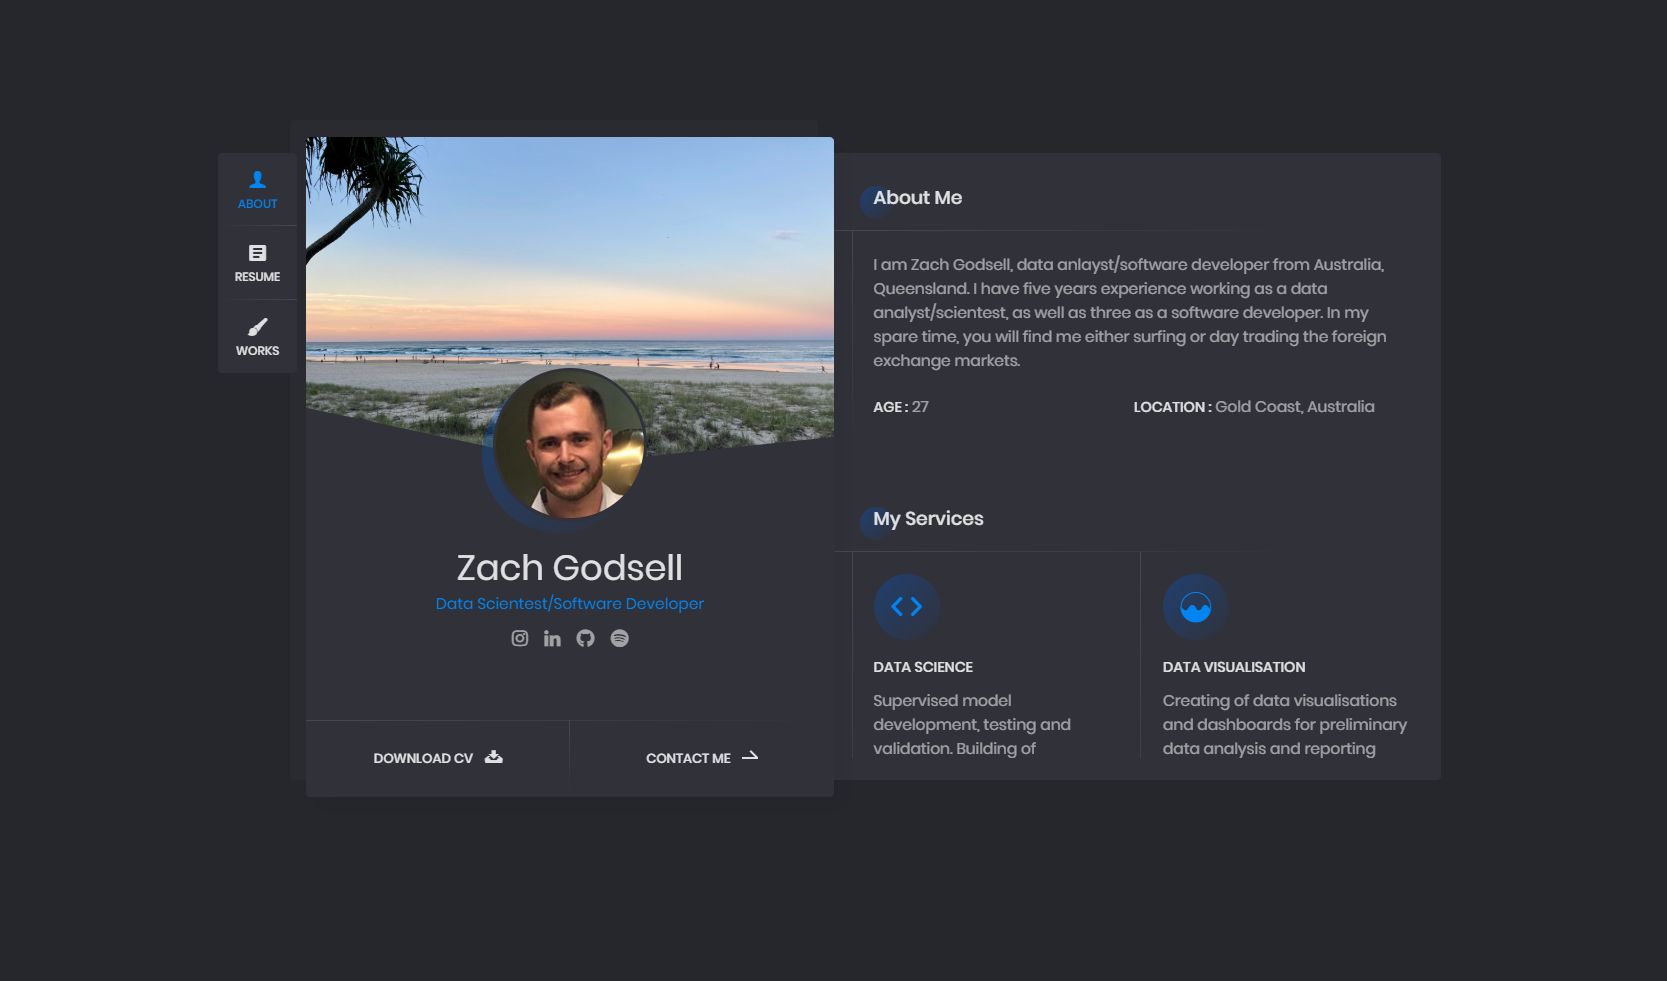 ABOUT
RESUME
WORKS
Zach Godsell
Data Scientest/Software Developer
DOWNLOAD CV
CONTACT ME
About Me
I am Zach Godsell, data anlayst/software developer from Australia,
Queensland. I have five years experience working as a data
analyst/scientest, as well as three as a software developer. In my
spare time, you will find me either surfing or day trading the foreign
exchange markets.
AGE : 27
LOCATION : Gold Coast, Australia
My Services
DATA SCIENCE
Supervised model
development, testing and
validation. Building of
DATA VISUALISATION
Creating of data visualisations
and dashboards for preliminary
data analysis and reporting